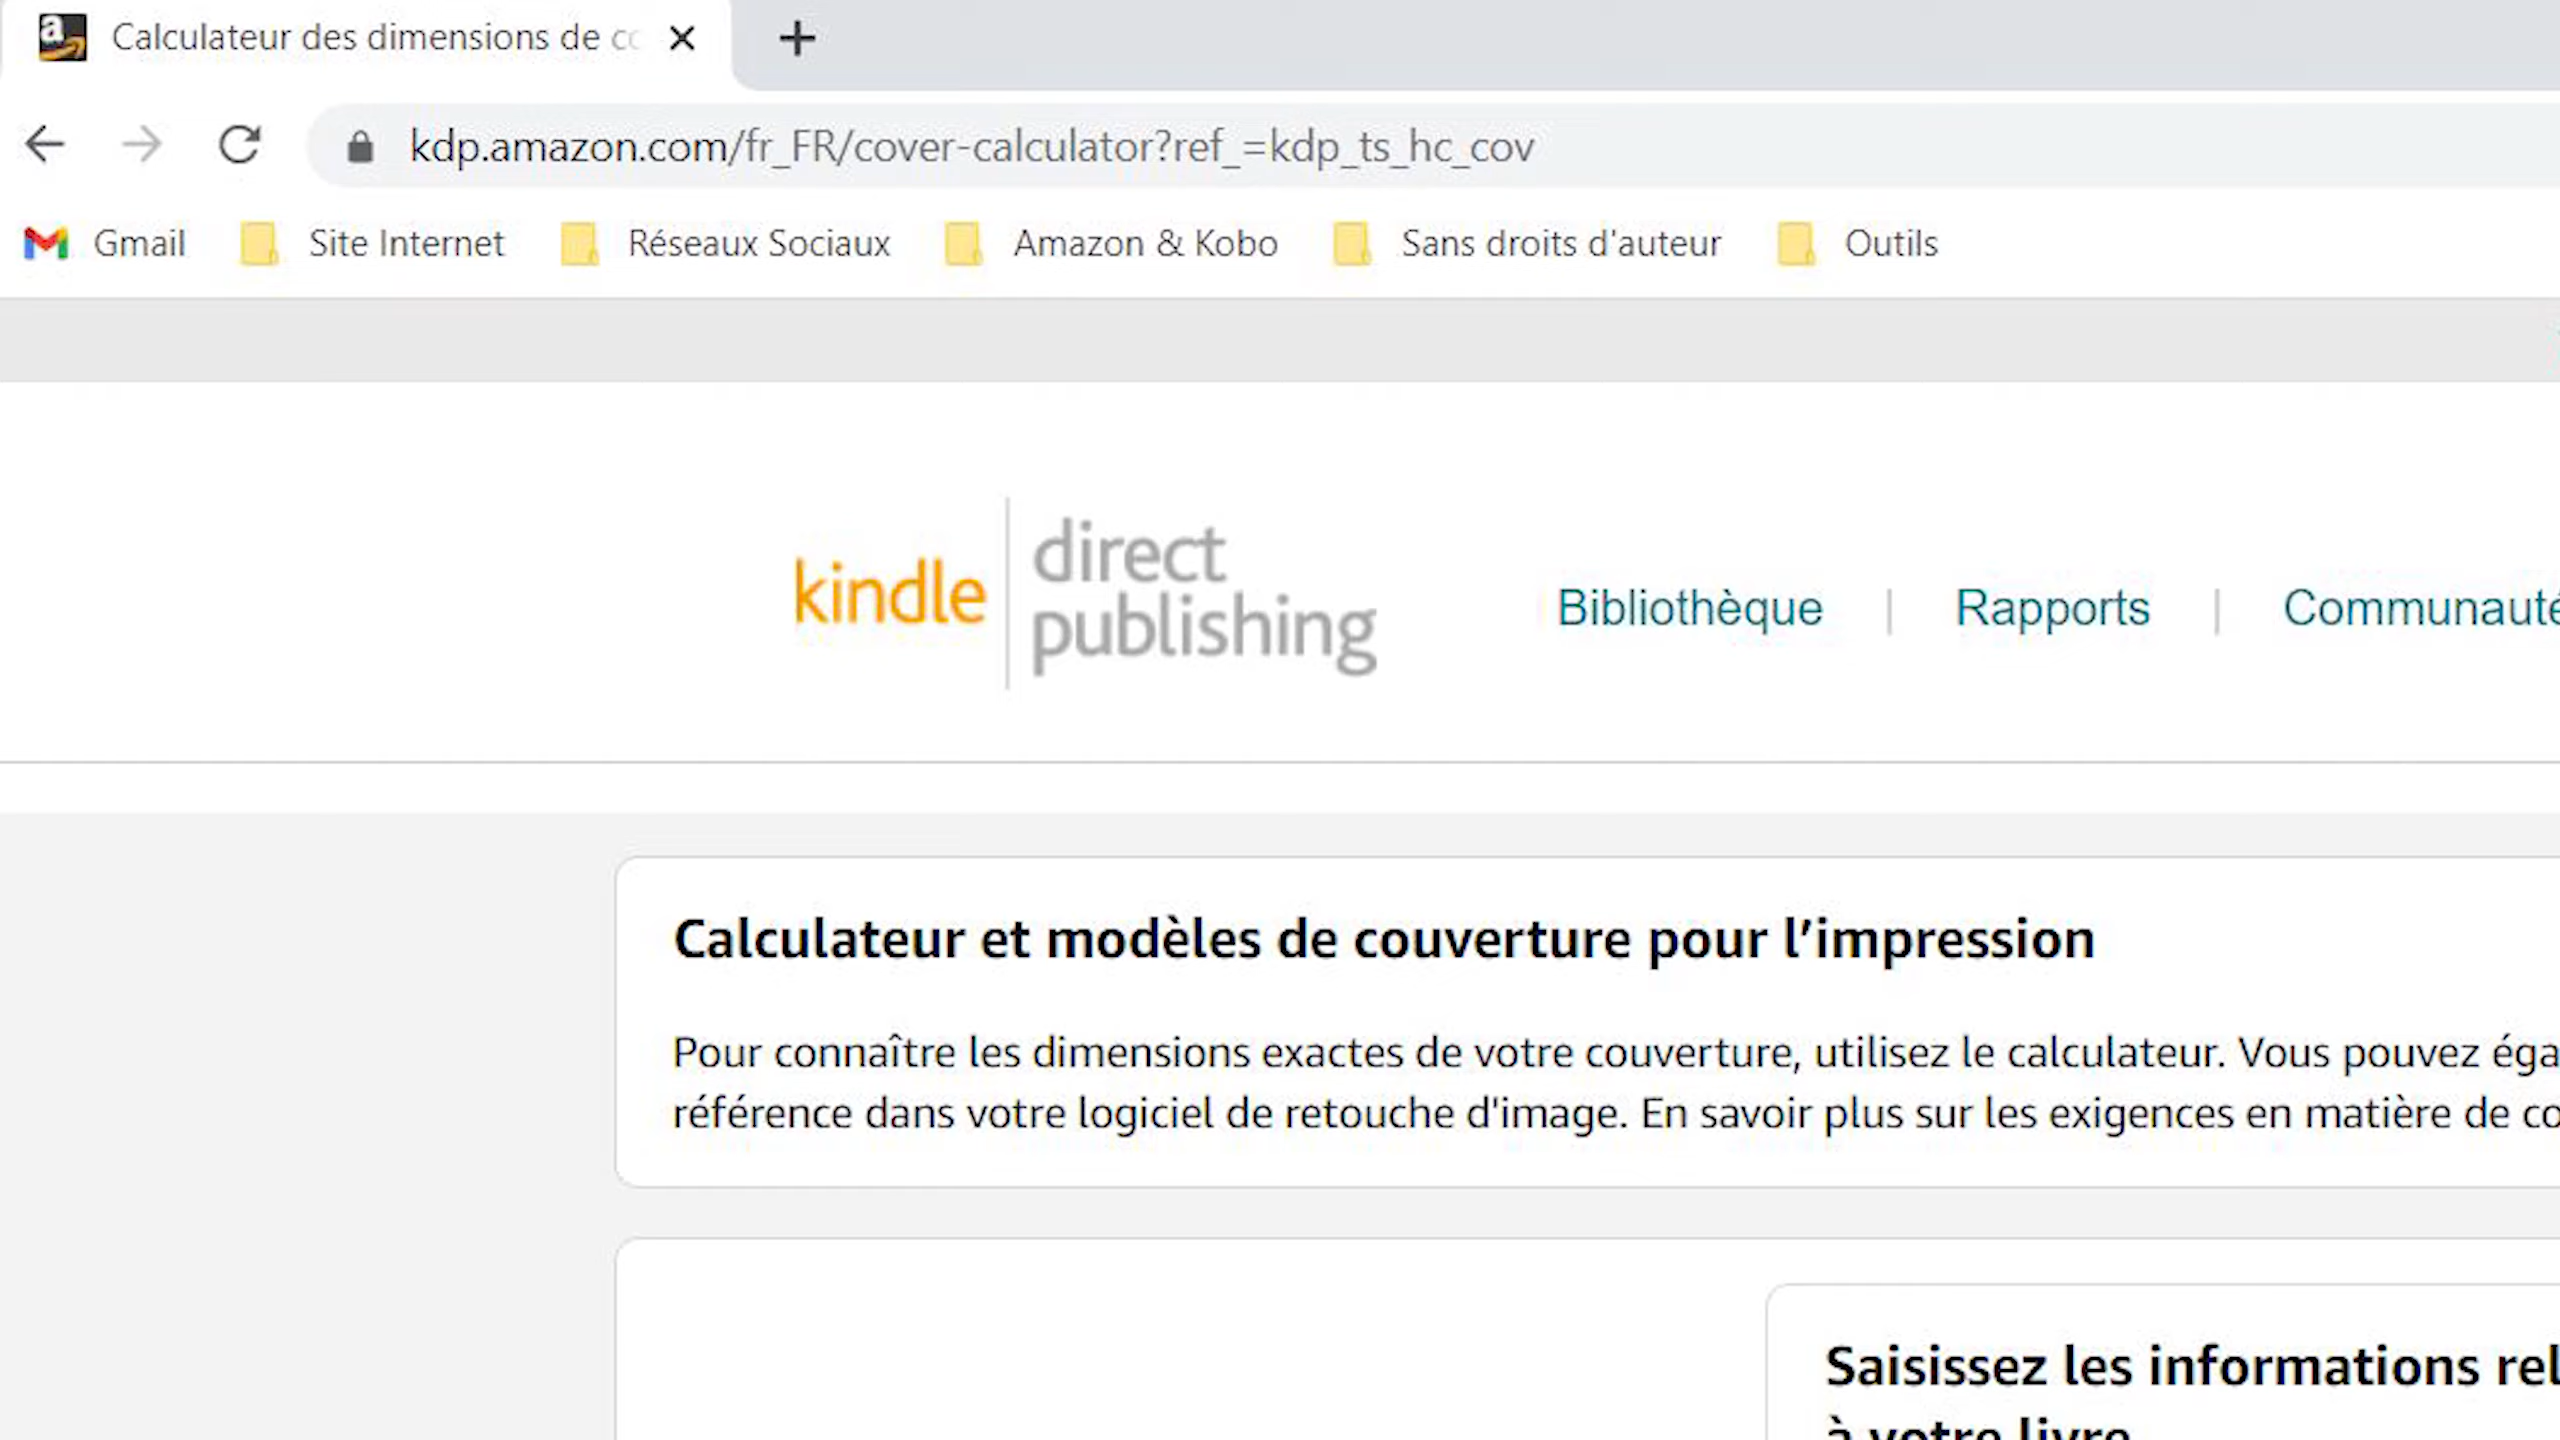 Calculateur des dimensions de
kdp.amazon.com/fr_FR/cover-calculator?ref_=kdp_ts_hc_cov
Gmail Site Internet Réseaux Sociaux Amazon & Kobo Sans droits d'auteur Outils
kindle direct publishing
Bibliothèque | Rapports | Communauté
Calculateur et modèles de couverture pour l’impression
Pour connaître les dimensions exactes de votre couverture, utilisez le calculateur. Vous pouvez
référence dans votre logiciel de retouche d'image. En savoir plus sur les exigences en matière de
Saisissez les informations
à votre livre